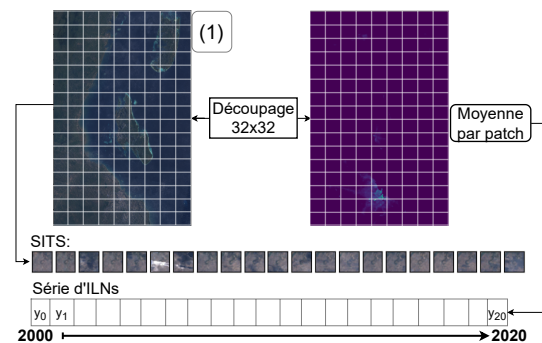 (1)
Découpage
32x32
Moyenne
par patch
SITS:
Série d'ILNs
y0 y1 y20
2000 2020